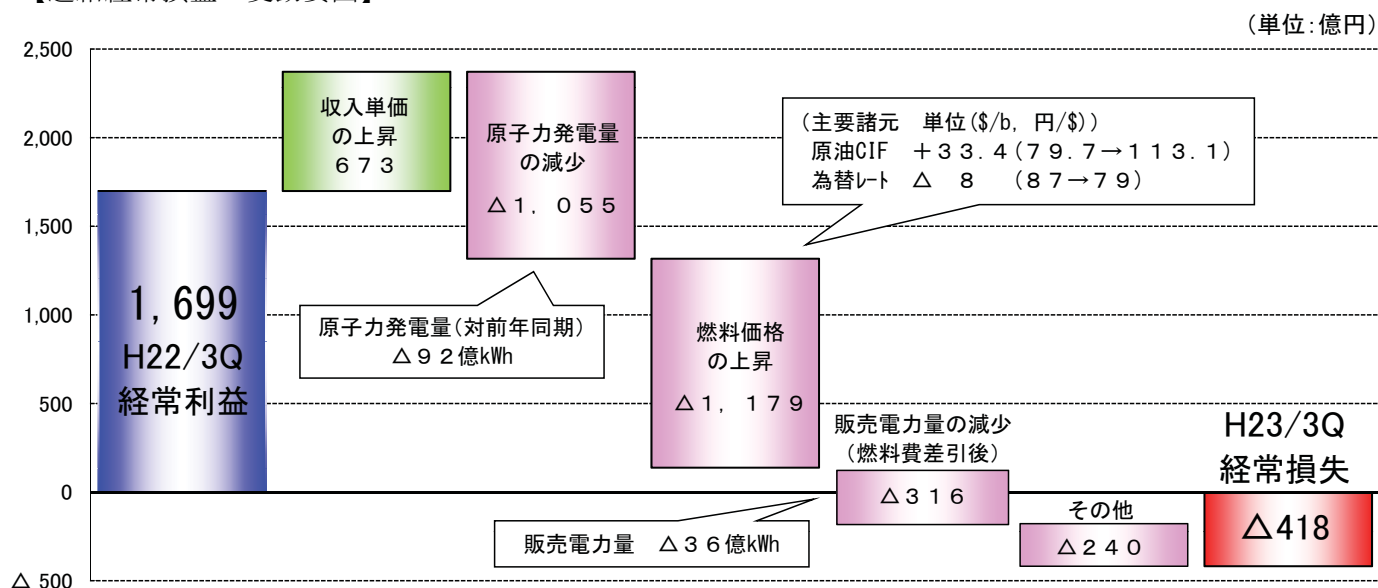 (単位:億円)
2,500
2,000
1,500
1,000
500
0
△ 500
1,699
H22/3Q
経常利益
収入単価
の上昇
673
原子力発電量
の減少
△1,055
原子力発電量(対前年同期)
△92億kWh
(主要諸元 単位($/b, 円/$))
原油CIF +33.4(79.7→113.1)
為替レート △ 8 (87→79)
燃料価格
の上昇
△1,179
販売電力量の減少
(燃料費差引後)
△316
販売電力量 △36億kWh
その他
△240
H23/3Q
経常損失
△418